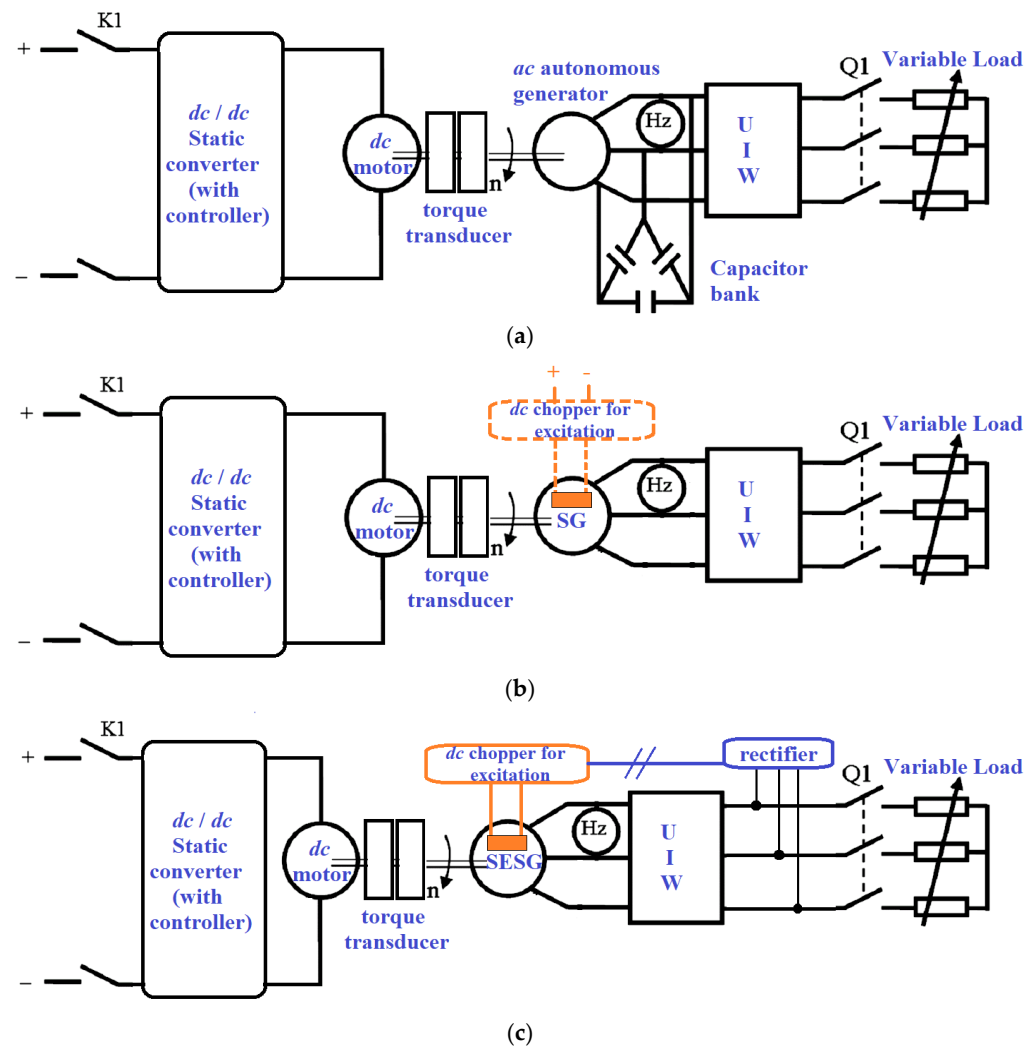 K1
+
−
dc / dc
Static
converter
(with
controller)
dc
motor
torque
transducer
n
ac autonomous
generator
Hz
Capacitor
bank
U
I
W
Q1
Variable Load
(a)
K1
+
−
dc / dc
Static
converter
(with
controller)
dc
motor
torque
transducer
n
+ -
dc chopper for
excitation
SG
Hz
U
I
W
Q1
Variable Load
(b)
K1
+
−
dc / dc
Static
converter
(with
controller)
dc
motor
torque
transducer
n
dc chopper for
excitation
SESG
Hz
U
I
W
rectifier
Q1
Variable Load
(c)